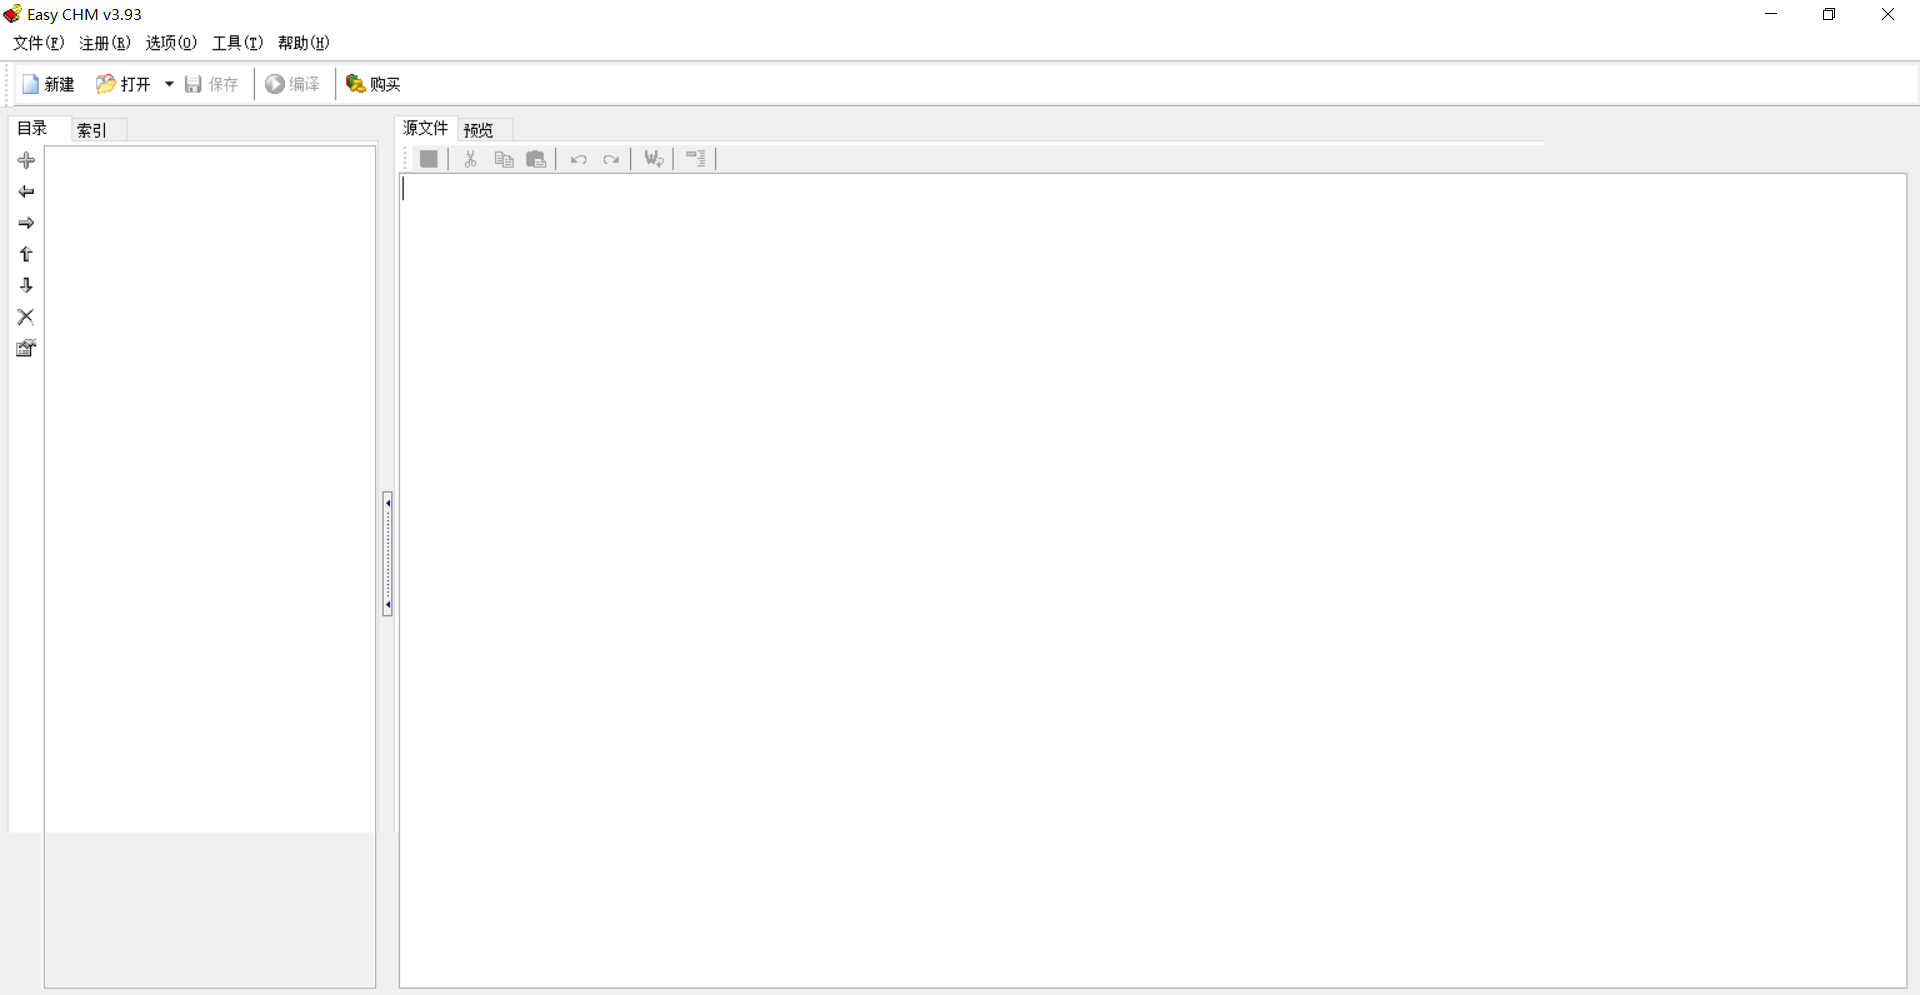 Easy CHM v3.93
文件(F) 注册(R) 选项(O) 工具(T) 帮助(H)
新建 打开 保存 编译 购买
目录 索引 源文件 预览